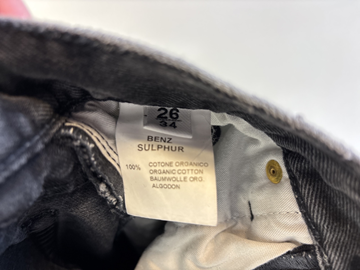 26
34
BENZ
SULPHUR
100% COTONE ORGANICO
ORGANIC COTTON
BAUMWOLLE ORG.
ALGODON